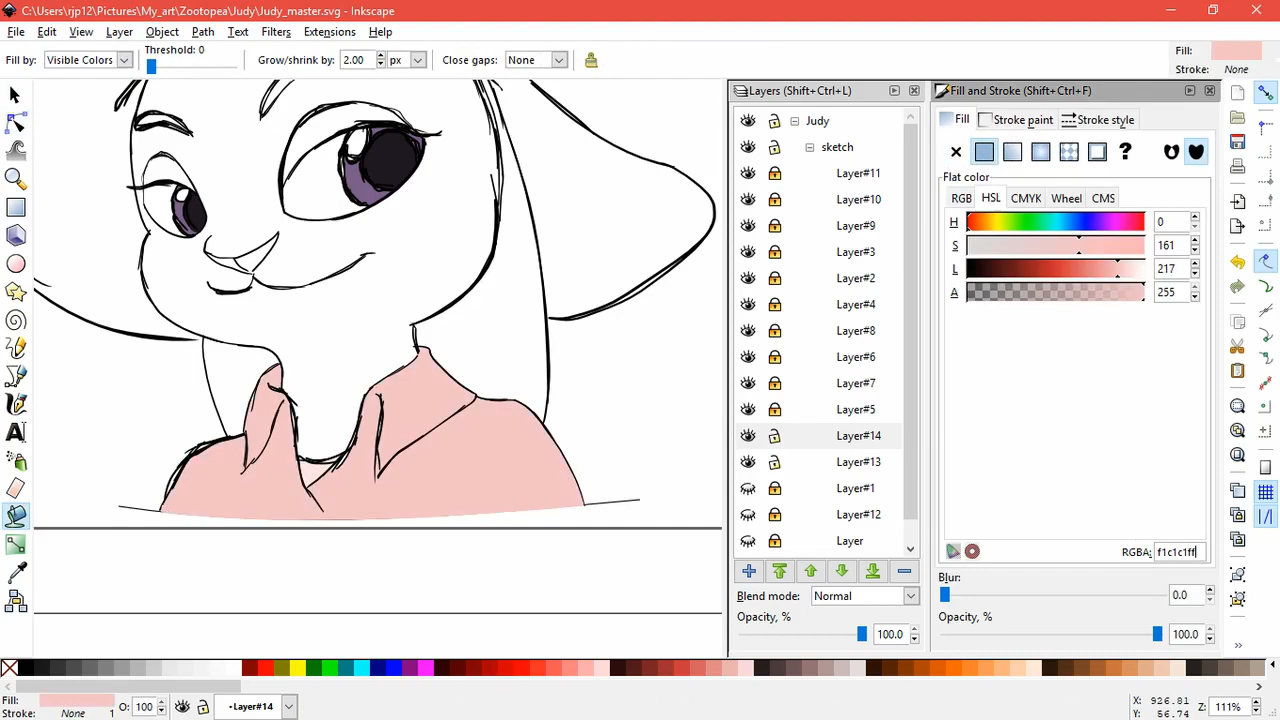 C:\Users\rjp12\Pictures\My_art\Zootopea\Judy\Judy_master.svg - Inkscape
File Edit View Layer Object Path Text Filters Extensions Help
Fill by: Visible Colors Threshold: 0 Grow/shrink by: 2.00 px Close gaps: None Fill:
Stroke: None
Layers (Shift+Ctrl+L) Fill and Stroke (Shift+Ctrl+F)
Judy
sketch
Layer#11
Layer#10
Layer#9
Layer#3
Layer#2
Layer#4
Layer#8
Layer#6
Layer#7
Layer#5
Layer#14
Layer#13
Layer#1
Layer#12
Layer
Blend mode: Normal
Opacity, %
100.0
Fill Stroke paint Stroke style
?
Flat color
RGB HSL CMYK Wheel CMS
H 0
S 161
L 217
A 255
RGBA: f1c1c1ff
Blur:
0.0
Opacity, %
100.0
Fill:
Stroke: None 1 O: 100 ·Layer#14
X: 926.81
Y: 56.74
Z: 111%